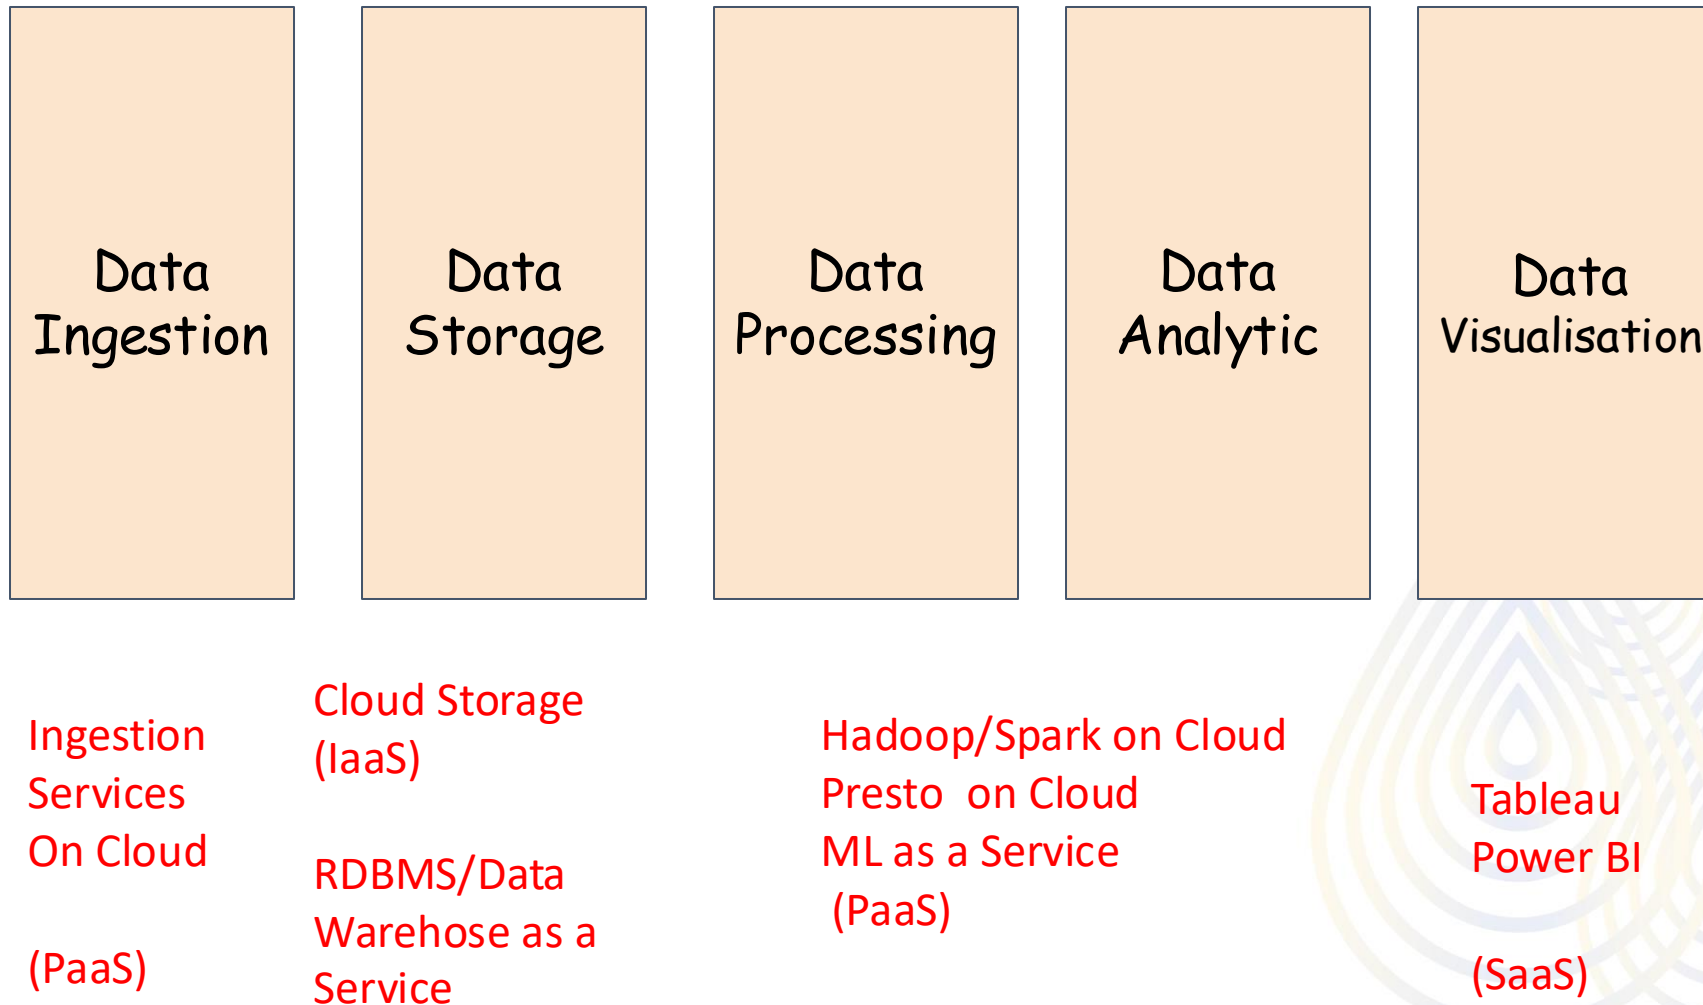 Data
Ingestion
Data
Storage
Data
Processing
Data
Analytic
Data
Visualisation
Ingestion
Services
On Cloud
(PaaS)
Cloud Storage
(IaaS)
RDBMS/Data
Warehose as a
Service
Hadoop/Spark on Cloud
Presto on Cloud
ML as a Service
(PaaS)
Tableau
Power BI
(SaaS)